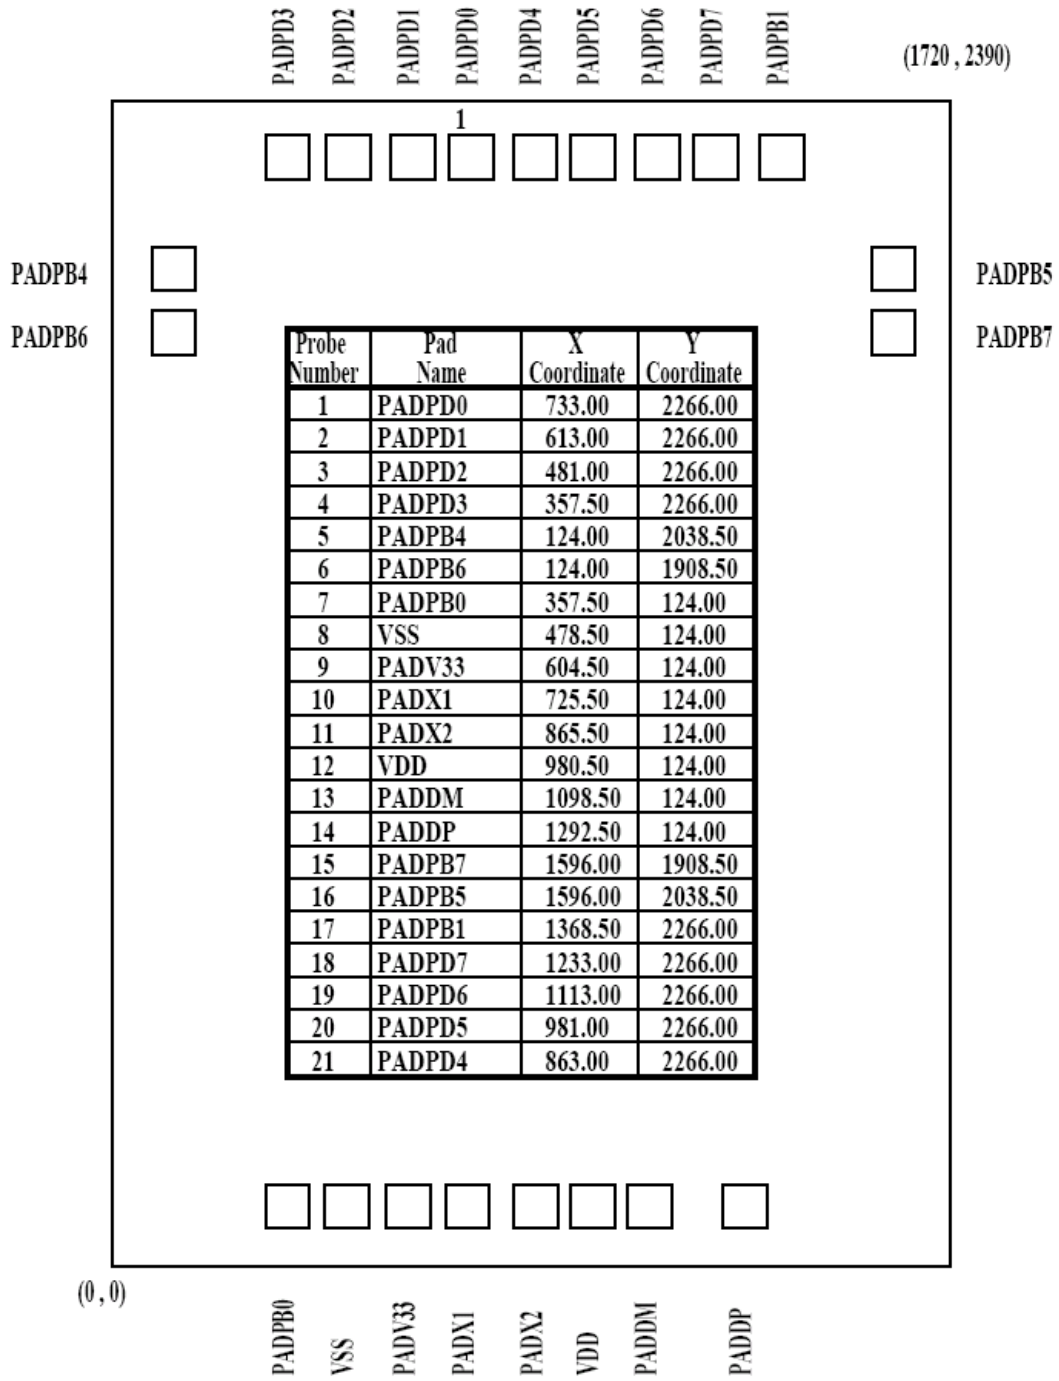 PADPD3 PADPD2 PADPD1 PADPD0 PADPD4 PADPD5 PADPD6 PADPD7 PADPB1
(1720 , 2390)
1
PADPB4
PADPB5
PADPB6
PADPB7
Probe Number Pad Name X Coordinate Y Coordinate
1 PADPD0 733.00 2266.00
2 PADPD1 613.00 2266.00
3 PADPD2 481.00 2266.00
4 PADPD3 357.50 2266.00
5 PADPB4 124.00 2038.50
6 PADPB6 124.00 1908.50
7 PADPB0 357.50 124.00
8 VSS 478.50 124.00
9 PADV33 604.50 124.00
10 PADX1 725.50 124.00
11 PADX2 865.50 124.00
12 VDD 980.50 124.00
13 PADDM 1098.50 124.00
14 PADDP 1292.50 124.00
15 PADPB7 1596.00 1908.50
16 PADPB5 1596.00 2038.50
17 PADPB1 1368.50 2266.00
18 PADPD7 1233.00 2266.00
19 PADPD6 1113.00 2266.00
20 PADPD5 981.00 2266.00
21 PADPD4 863.00 2266.00
(0 , 0)
PADPB0 VSS PADV33 PADX1 PADX2 VDD PADDM PADDP